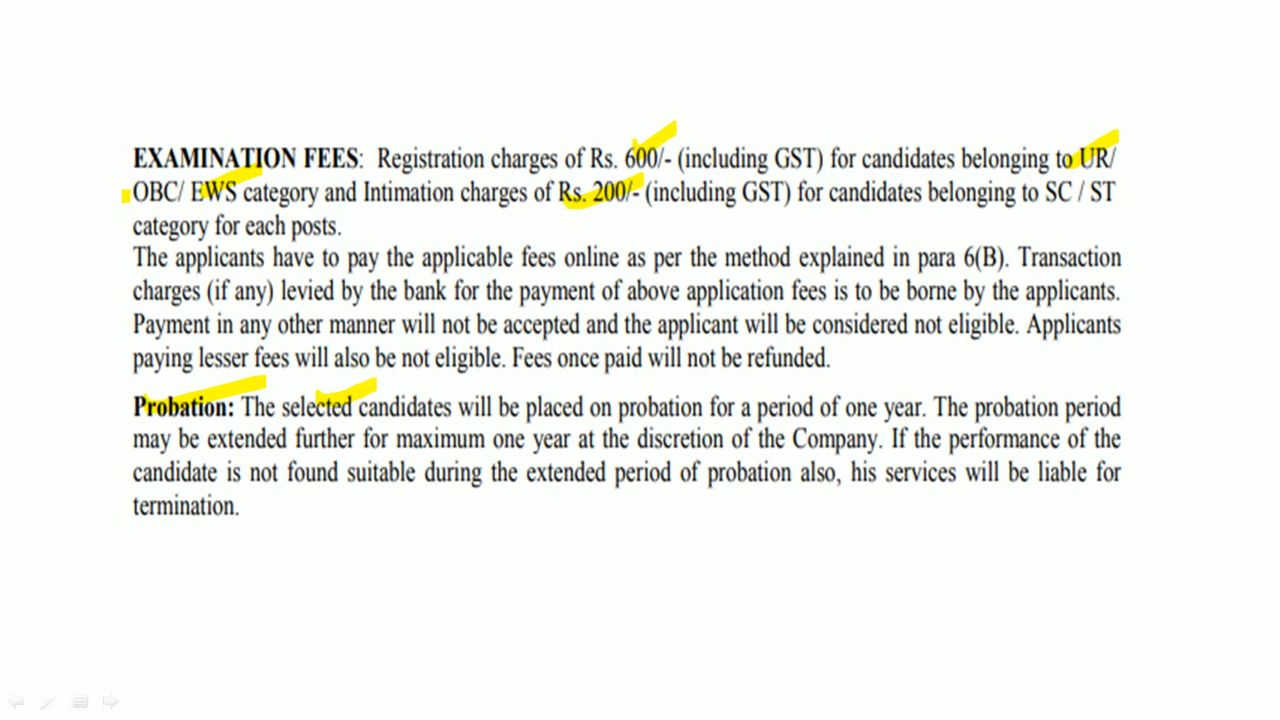 EXAMINATION FEES: Registration charges of Rs. 600/- (including GST) for candidates belonging to UR/
OBC/ EWS category and Intimation charges of Rs. 200/- (including GST) for candidates belonging to SC / ST
category for each posts.
The applicants have to pay the applicable fees online as per the method explained in para 6(B). Transaction
charges (if any) levied by the bank for the payment of above application fees is to be borne by the applicants.
Payment in any other manner will not be accepted and the applicant will be considered not eligible. Applicants
paying lesser fees will also be not eligible. Fees once paid will not be refunded.
Probation: The selected candidates will be placed on probation for a period of one year. The probation period
may be extended further for maximum one year at the discretion of the Company. If the performance of the
candidate is not found suitable during the extended period of probation also, his services will be liable for
termination.